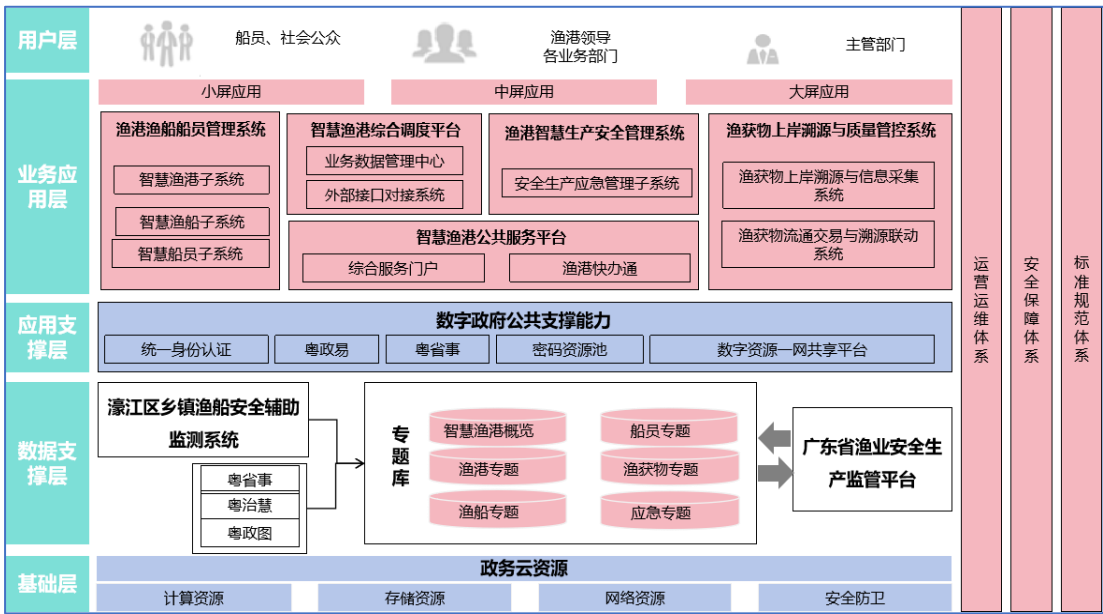 用户层
船员、社会公众
渔港领导
各业务部门
主管部门
业务应
用层
小屏应用
中屏应用
大屏应用
渔港渔船船员管理系统
智慧渔港子系统
智慧渔船子系统
智慧船员子系统
智慧渔港综合调度平台
业务数据管理中心
外部接口对接系统
渔港智慧生产安全管理系统
安全生产应急管理子系统
智慧渔港公共服务平台
综合服务门户
渔港快办通
渔获物上岸溯源与质量管控系统
渔获物上岸溯源与信息采集
系统
渔获物流通交易与溯源联动
系统
应用支
撑层
数字政府公共支撑能力
统一身份认证
粤政易
粤省事
密码资源池
数字资源一网共享平台
数据支
撑层
濠江区乡镇渔船安全辅助
监测系统
粤省事
粤治慧
粤政图
专题库
智慧渔港概览
船员专题
渔港专题
渔获物专题
渔船专题
应急专题
广东省渔业安全生
产监管平台
基础层
政务云资源
计算资源
存储资源
网络资源
安全防卫
运营运维体系
安全保障体系
标准规范体系